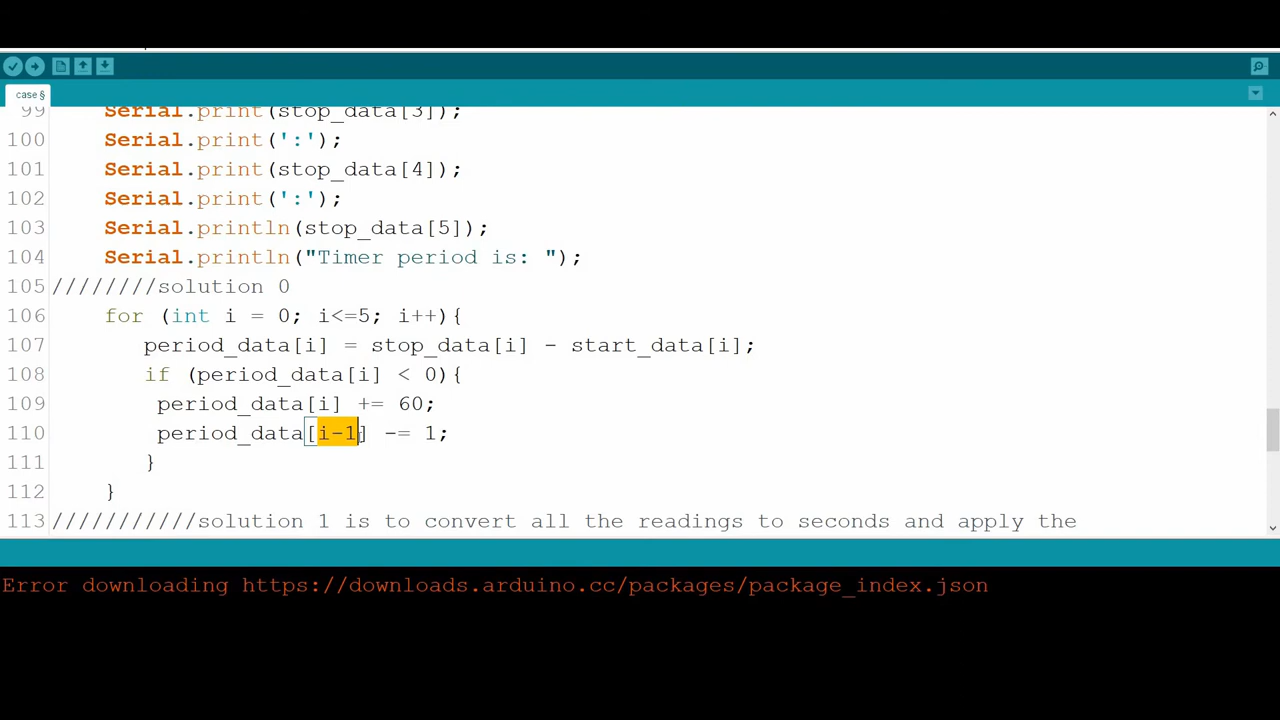 case §
99 Serial.print(stop_data[3]);
100 Serial.print(':');
101 Serial.print(stop_data[4]);
102 Serial.print(':');
103 Serial.println(stop_data[5]);
104 Serial.println("Timer period is: ");
105 ////////solution 0
106 for (int i = 0; i<=5; i++){
107 period_data[i] = stop_data[i] - start_data[i];
108 if (period_data[i] < 0){
109 period_data[i] += 60;
110 period_data[i-1] -= 1;
111 }
112 }
113 ///////////solution 1 is to convert all the readings to seconds and apply the
Error downloading https://downloads.arduino.cc/packages/package_index.json